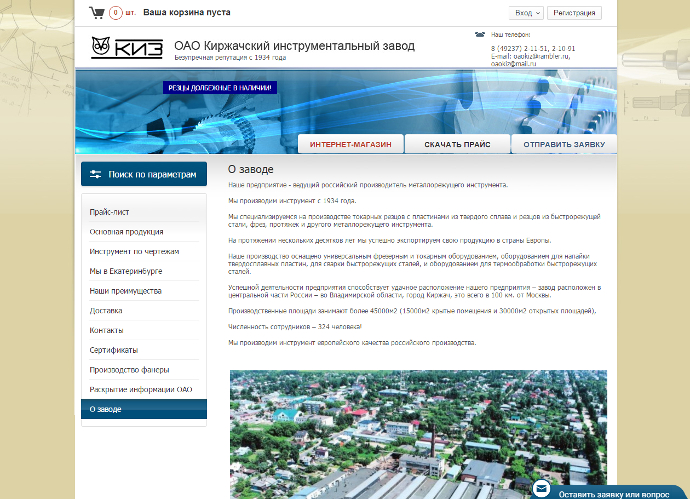 0 шт. Ваша корзина пуста
Вход
Регистрация
КИЗ
ОАО Киржачский инструментальный завод
Безупречная репутация с 1934 года
Наш телефон:
8 (49237) 2-11-51, 2-10-91
E-mail: oaokiz@rambler.ru,
oaokiz@mail.ru
РЕЗЦЫ ДОЛБЕЖНЫЕ В НАЛИЧИИ!
ИНТЕРНЕТ-МАГАЗИН
СКАЧАТЬ ПРАЙС
ОТПРАВИТЬ ЗАЯВКУ
Поиск по параметрам
Прайс-лист
Основная продукция
Инструмент по чертежам
Мы в Екатеринбурге
Наши преимущества
Доставка
Контакты
Сертификаты
Производство фанеры
Раскрытие информации ОАО
О заводе
О заводе
Наше предприятие - ведущий российский производитель металлорежущего инструмента.
Мы производим инструмент с 1934 года.
Мы специализируемся на производстве токарных резцов с пластинами из твердого сплава и резцов из быстрорежущей
стали, фрез, протяжек и другого металлорежущего инструмента.
На протяжении нескольких десятков лет мы успешно экспортируем свою продукцию в страны Европы.
Наше производство оснащено универсальным фрезерным и токарным оборудованием, оборудованием для напайки
твердосплавных пластин, для сварки быстрорежущих сталей, и оборудованием для термообработки быстрорежущих
сталей.
Успешной деятельности предприятия способствует удачное расположение нашего предприятия – завод расположен в
центральной части России – во Владимирской области, город Киржач, это всего в 100 км. от Москвы.
Производственные площади занимают более 45000м2 (15000м2 крытые помещения и 30000м2 открытых площадей).
Численность сотрудников – 324 человека!
Мы производим инструмент европейского качества российского производства.
Оставить заявку или вопрос